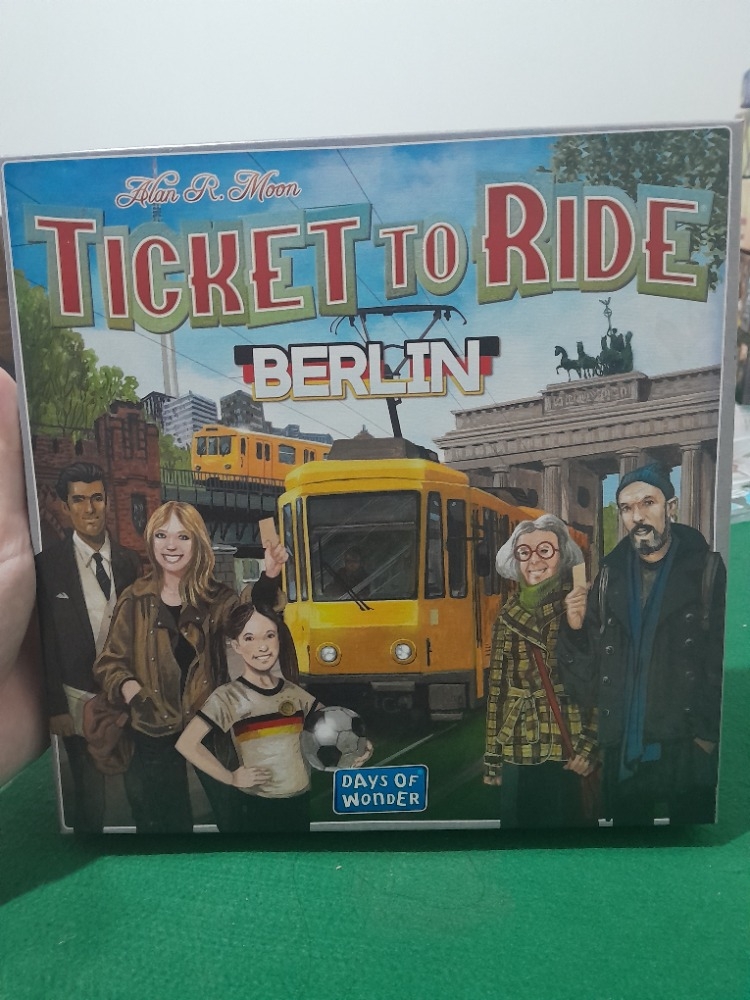 Alan R. Moon
TICKET TO RIDE
BERLIN
DAYS OF
WONDER